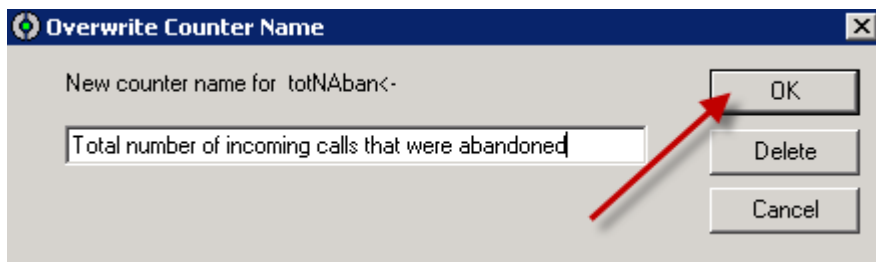 Overwrite Counter Name
New counter name for totNAban<-
OK
Total number of incoming calls that were abandoned
Delete
Cancel